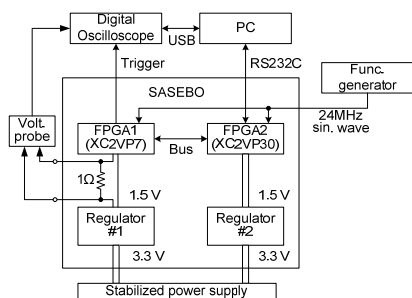 Digital
Oscilloscope
USB
PC
Trigger
RS232C
Func.
generator
SASEBO
24MHz
sin. wave
Volt.
probe
FPGA1
(XC2VP7)
Bus
FPGA2
(XC2VP30)
1Ω
1.5 V
1.5 V
Regulator
#1
Regulator
#2
3.3 V
3.3 V
Stabilized power supply